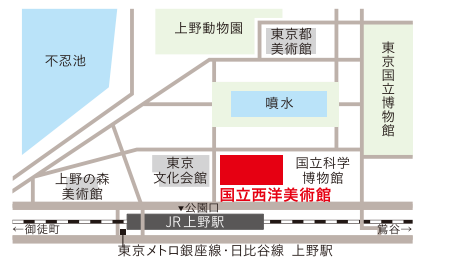 上野動物園
東京都
美術館
不忍池
東京国立博物館
噴水
東京
文化会館
国立科学
博物館
上野の森
美術館
国立西洋美術館
▼公園口
JR上野駅
←御徒町
鶯谷→
東京メトロ銀座線・日比谷線 上野駅